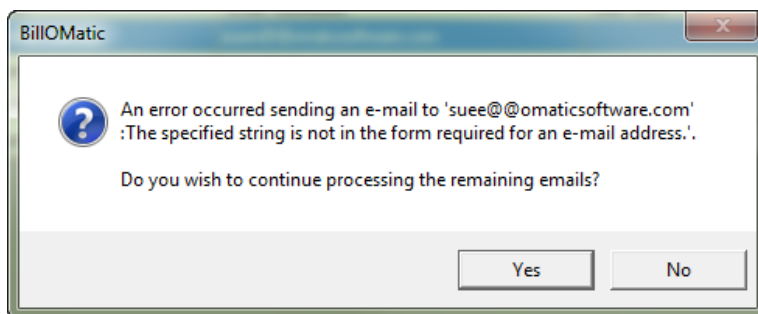 BillOMatic
An error occurred sending an e-mail to 'suee@@omaticsoftware.com'
:The specified string is not in the form required for an e-mail address.'.
Do you wish to continue processing the remaining emails?
Yes
No